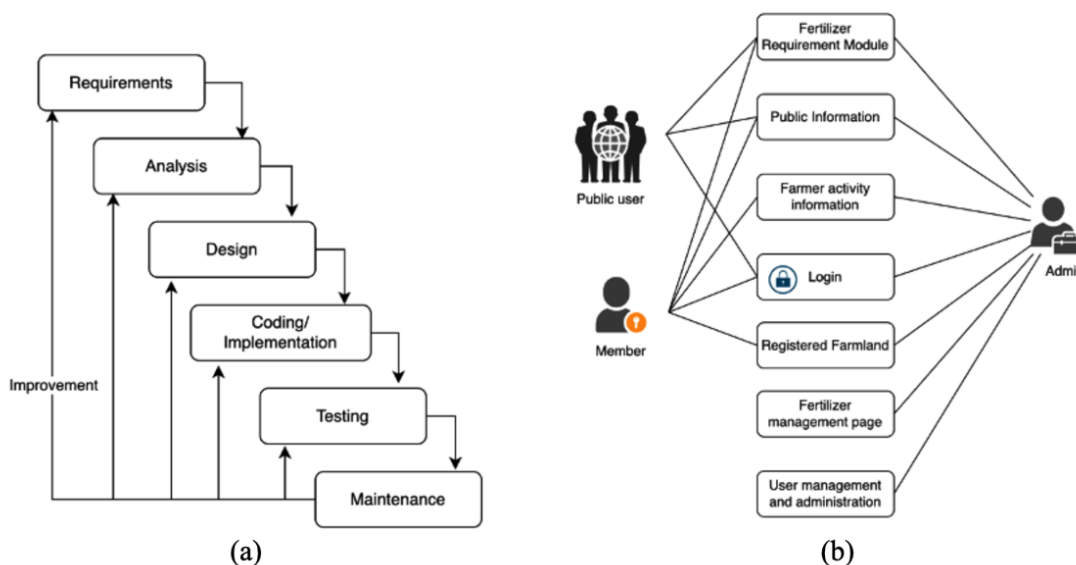 Requirements
Analysis
Design
Coding/
Implementation
Testing
Maintenance
Improvement
(a)
Fertilizer
Requirement Module
Public Information
Farmer activity
information
Login
Registered Farmland
Fertilizer
management page
User management
and administration
Public user
Member
Admi
(b)